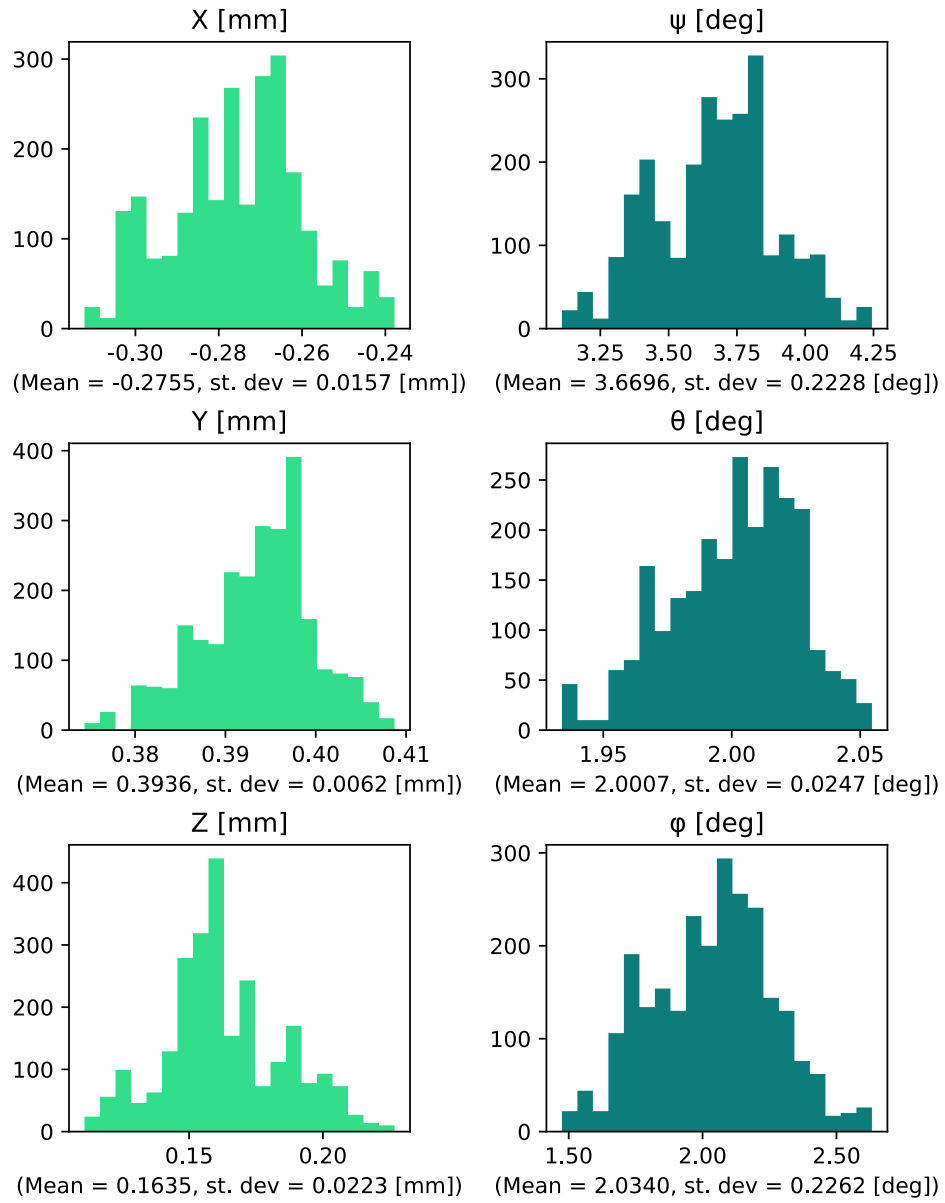 X [mm]
300
200
100
0
-0.30 -0.28 -0.26 -0.24
(Mean = -0.2755, st. dev = 0.0157 [mm])
ψ [deg]
300
200
100
0
3.25 3.50 3.75 4.00 4.25
(Mean = 3.6696, st. dev = 0.2228 [deg])
Y [mm]
400
300
200
100
0
0.38 0.39 0.40 0.41
(Mean = 0.3936, st. dev = 0.0062 [mm])
θ [deg]
250
200
150
100
50
0
1.95 2.00 2.05
(Mean = 2.0007, st. dev = 0.0247 [deg])
Z [mm]
400
300
200
100
0
0.15 0.20
(Mean = 0.1635, st. dev = 0.0223 [mm])
φ [deg]
300
200
100
0
1.50 2.00 2.50
(Mean = 2.0340, st. dev = 0.2262 [deg])